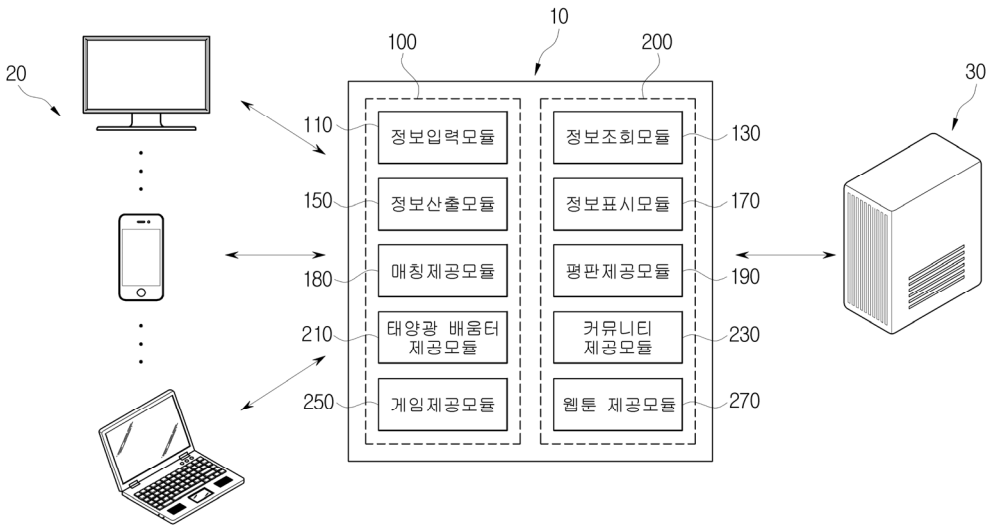 10
100
200
20
30
110
정보입력모듈
정보조회모듈
130
150
정보산출모듈
정보표시모듈
170
180
매칭제공모듈
평판제공모듈
190
210
태양광 배움터
제공모듈
커뮤니티
제공모듈
230
250
게임제공모듈
웹툰 제공모듈
270